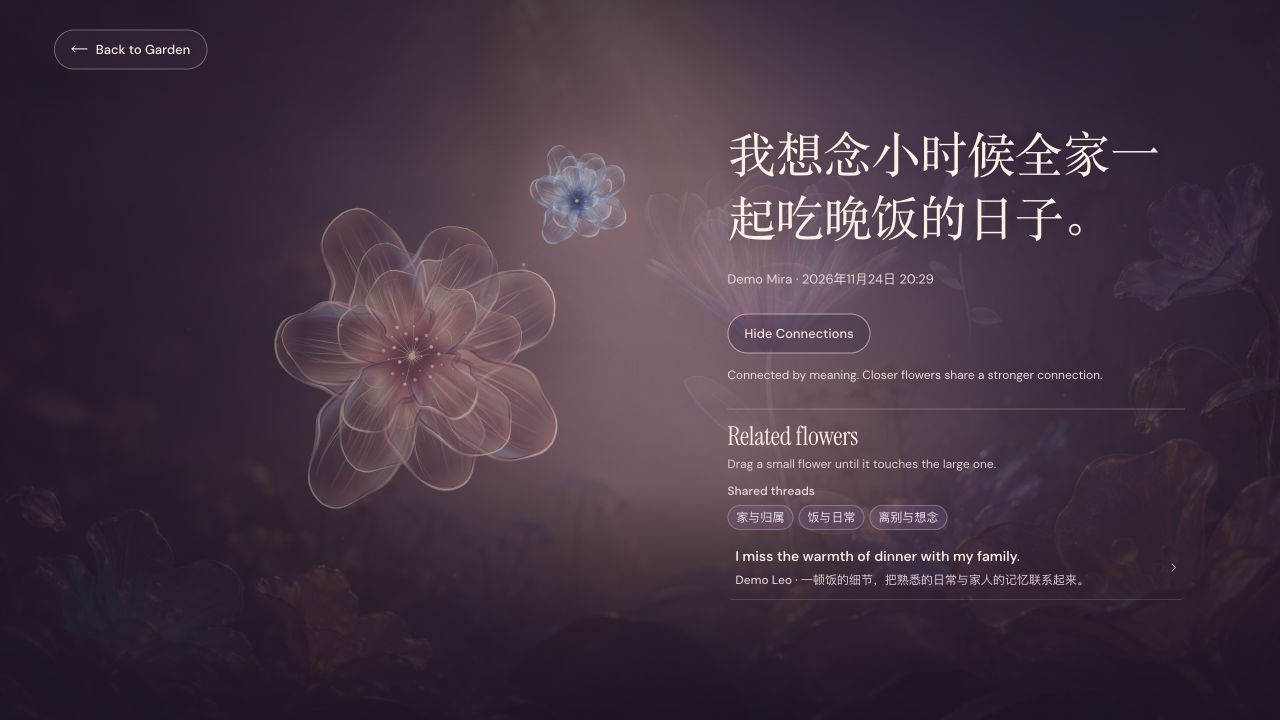 ← Back to Garden
我想念小时候全家一
起吃晚饭的日子。
Demo Mira · 2026年11月24日 20:29
Hide Connections
Connected by meaning. Closer flowers share a stronger connection.
Related flowers
Drag a small flower until it touches the large one.
Shared threads
家与归属 饭与日常 离别与想念
I miss the warmth of dinner with my family.
Demo Leo · 一顿饭的细节，把熟悉的日常与家人的记忆联系起来。